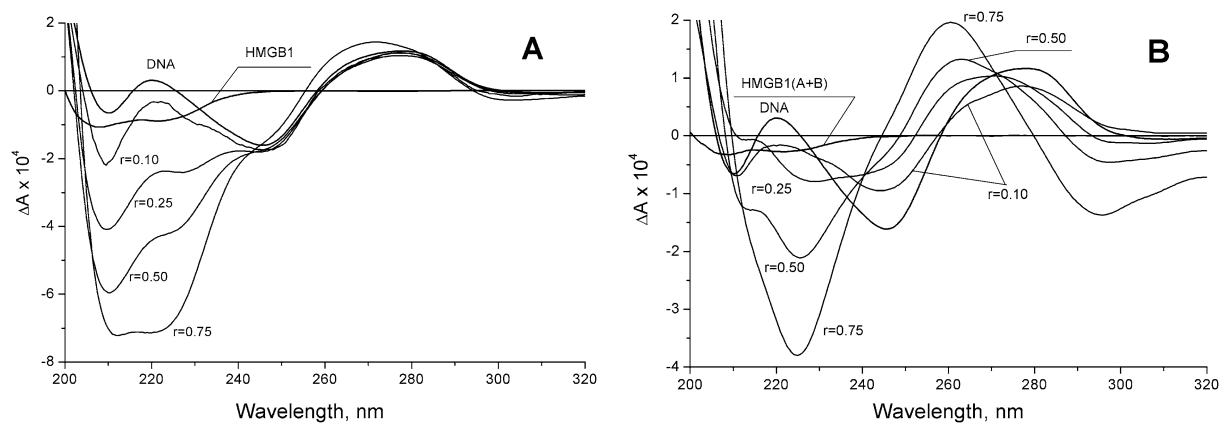 A
2
0
-2
-4
-6
-8
ΔA x 10⁴
DNA
HMGB1
r=0.10
r=0.25
r=0.50
r=0.75
200 220 240 260 280 300 320
Wavelength, nm
B
2
1
0
-1
-2
-3
-4
ΔA x 10⁴
r=0.75
r=0.50
HMGB1(A+B)
DNA
r=0.25
r=0.10
r=0.50
r=0.75
200 220 240 260 280 300 320
Wavelength, nm